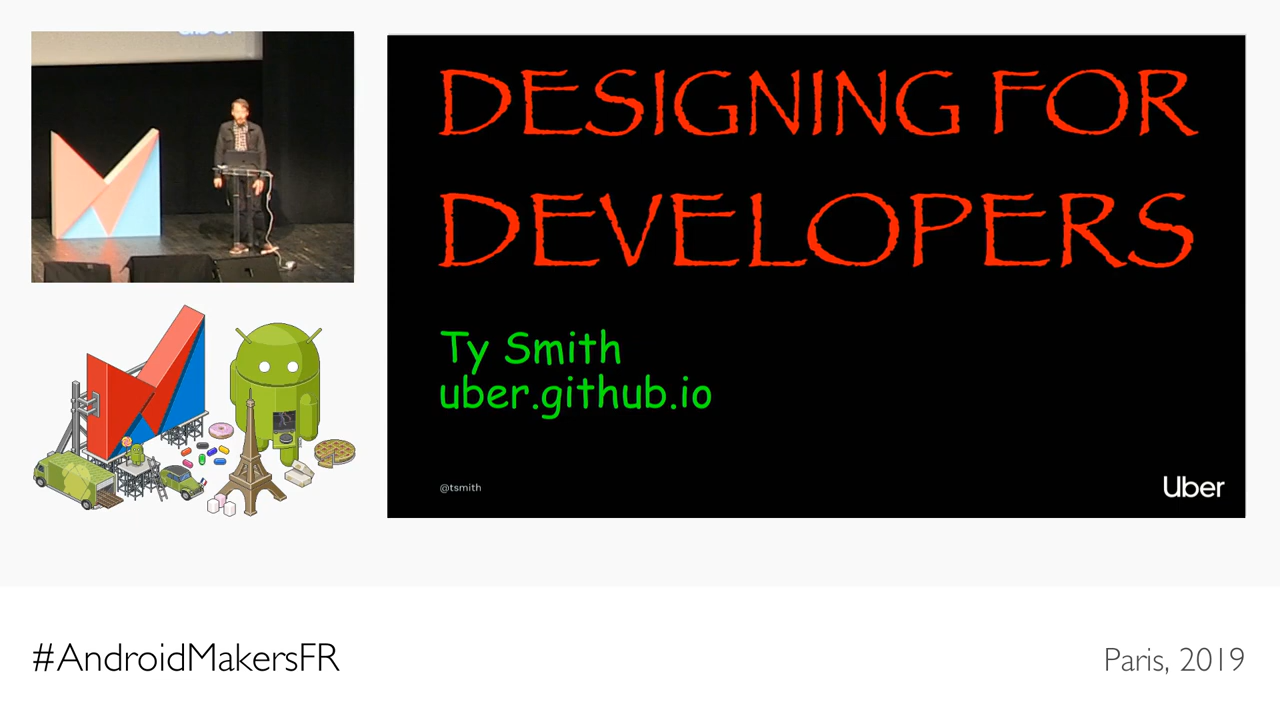 DESIGNING FOR
DEVELOPERS
Ty Smith
uber.github.io
@tsmith
Uber
#AndroidMakersFR
Paris, 2019